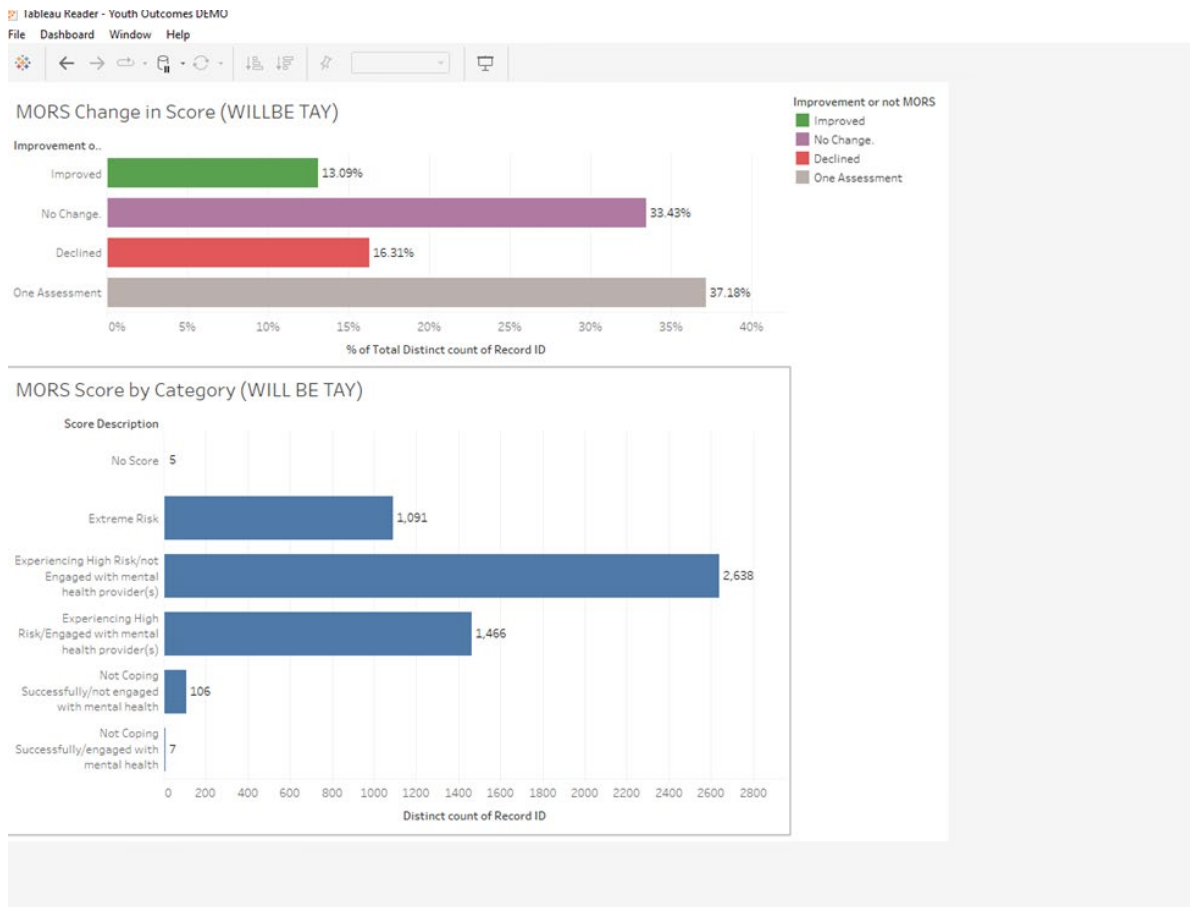 Tableau Reader - Youth Outcomes DEMO
File Dashboard Window Help
MORS Change in Score (WILLBE TAY)
Improvement o..
Improved 13.09%
No Change. 33.43%
Declined 16.31%
One Assessment 37.18%
0% 5% 10% 15% 20% 25% 30% 35% 40%
% of Total Distinct count of Record ID
Improvement or not MORS
Improved
No Change.
Declined
One Assessment
MORS Score by Category (WILL BE TAY)
Score Description
No Score 5
Extreme Risk 1,091
Experiencing High Risk/not
Engaged with mental 2,638
health provider(s)
Experiencing High
Risk/Engaged with mental 1,466
health provider(s)
Not Coping
Successfully/not engaged 106
with mental health
Not Coping
Successfully/engaged with 7
mental health
0 200 400 600 800 1000 1200 1400 1600 1800 2000 2200 2400 2600 2800
Distinct count of Record ID